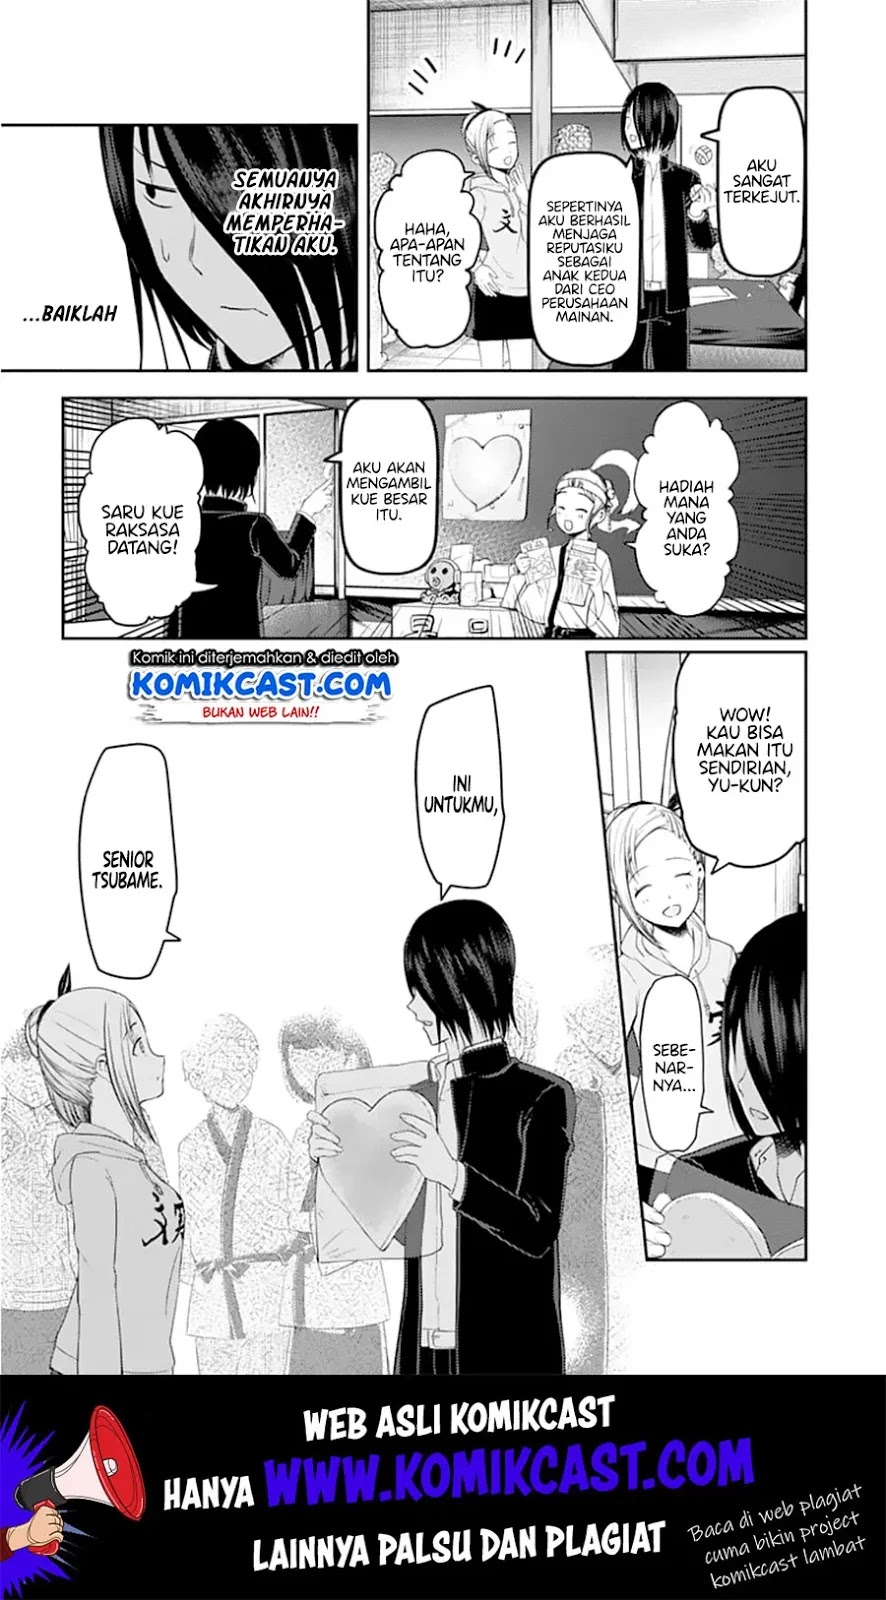 AKU
SANGAT
TERKEJUT.
SEPERTINYA
AKU BERHASIL
MENJAGA
REPUTASIKU
SEBAGAI
ANAK KEDUA
DARI CEO
PERUSAHAAN
MAINAN.
HAHA,
APA-APAN
TENTANG
ITU?
SEMUANYA
AKHIRNYA
MEMPERHA-
TIKAN AKU.
...BAIKLAH
HADIAH
MANA
YANG
ANDA
SUKA?
AKU AKAN
MENGAMBIL
KUE BESAR
ITU.
SARU KUE
RAKSASA
DATANG!
Komik ini diterjemahkan & diedit oleh
KOMIKCAST.COM
BUKAN WEB LAIN!!
WOW!
KAU BISA
MAKAN ITU
SENDIRIAN,
YU-KUN?
SEBE-
NAR-
NYA...
INI
UNTUKMU,
SENIOR
TSUBAME.
WEB ASLI KOMIKCAST
HANYA WWW.KOMIKCAST.COM
LAINNYA PALSU DAN PLAGIAT
Baca di web plagiat
cuma bikin project
komikcast lambat